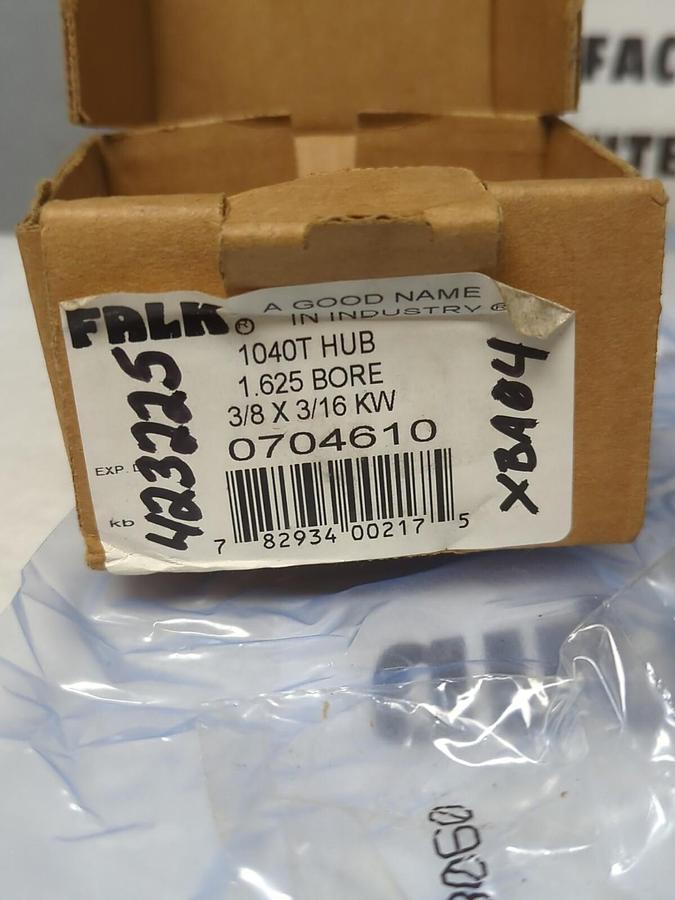 FALK® A GOOD NAME
IN INDUSTRY ®
1040T HUB
1.625 BORE
3/8 X 3/16 KW
0704610
EXP.
kb
7 82934 00217 5
423225
XBA04